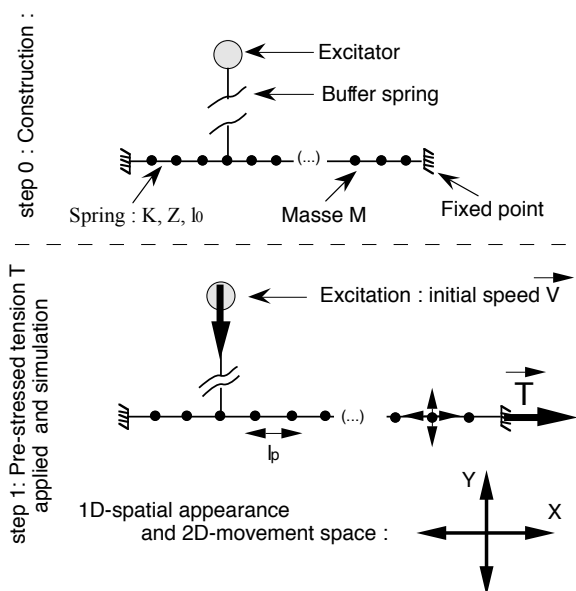 step 0 : Construction :
Excitator
Buffer spring
(...)
Spring : K, Z, l0
Masse M
Fixed point
step 1: Pre-stressed tension T
applied and simulation
Excitation : initial speed V
T
(...)
lp
1D-spatial appearance
and 2D-movement space :
Y
X